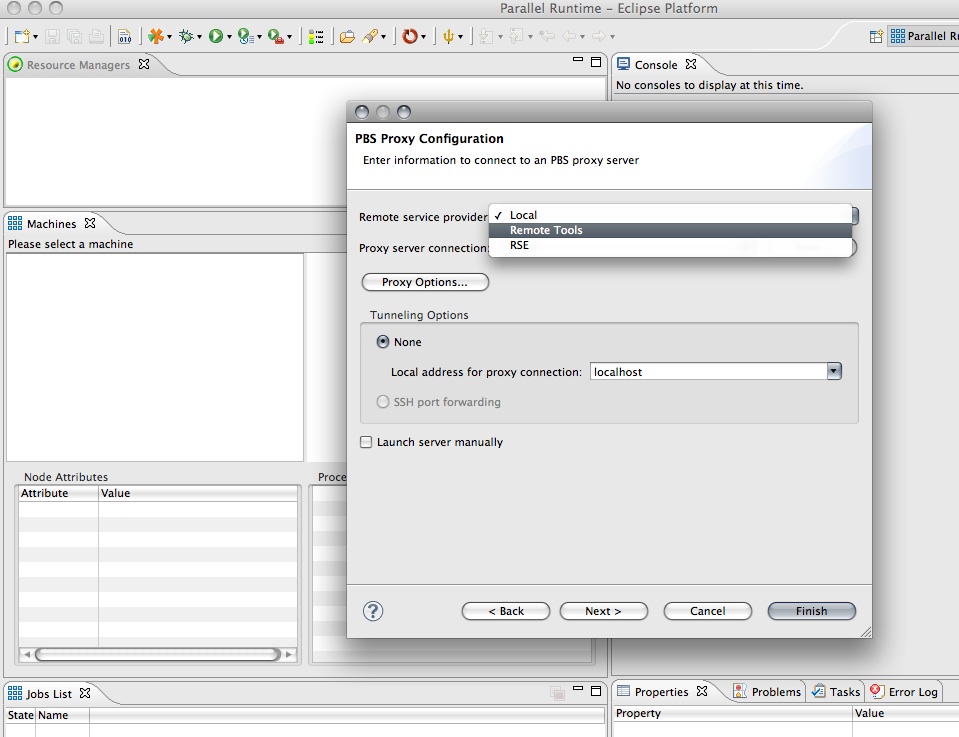 Parallel Runtime – Eclipse Platform
010
Parallel Ru
Resource Managers
Console
No consoles to display at this time.
PBS Proxy Configuration
Enter information to connect to an PBS proxy server
Remote service provider
✓ Local
Remote Tools
RSE
Proxy server connection:
Machines
Please select a machine
Proxy Options...
Tunneling Options
None
Local address for proxy connection: localhost
SSH port forwarding
Launch server manually
Node Attributes
Proce
Attribute Value
?
< Back
Next >
Cancel
Finish
Jobs List
State Name
Properties
Problems
Tasks
Error Log
Property Value